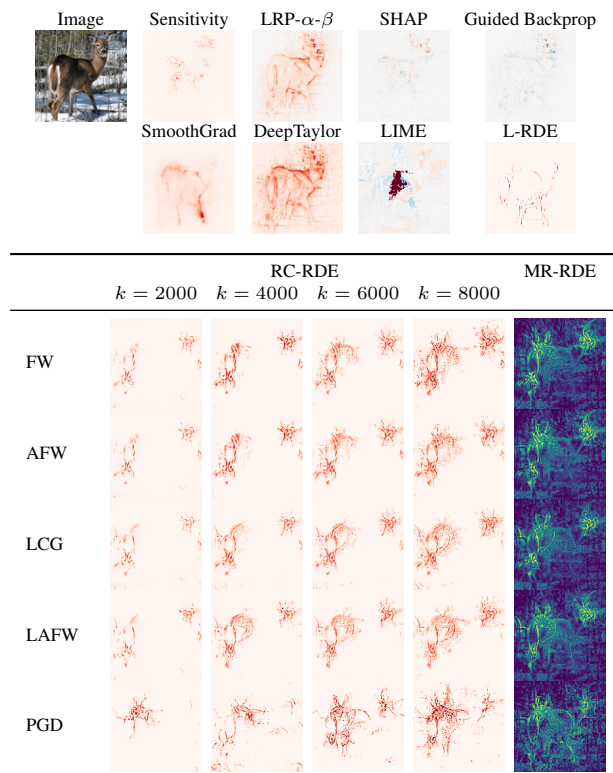 Image Sensitivity LRP-α-β SHAP Guided Backprop
SmoothGrad DeepTaylor LIME L-RDE
RC-RDE MR-RDE
k = 2000 k = 4000 k = 6000 k = 8000
FW
AFW
LCG
LAFW
PGD